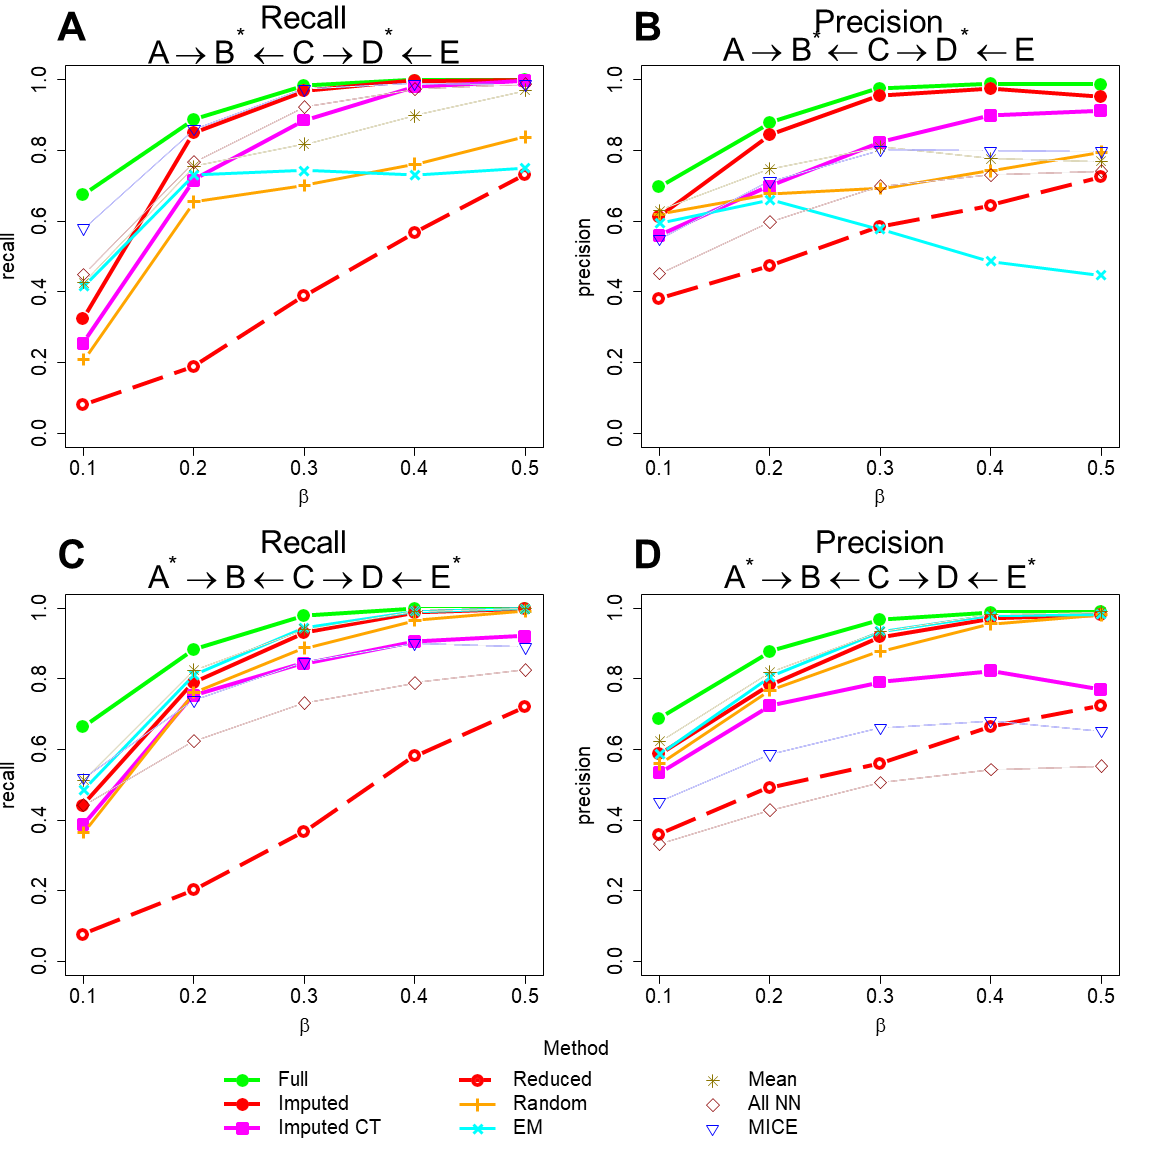 A
Recall
A → B* ← C → D* ← E
recall
0.0 0.2 0.4 0.6 0.8 1.0
0.1 0.2 0.3 0.4 0.5
β
B
Precision
A → B* ← C → D* ← E
precision
0.0 0.2 0.4 0.6 0.8 1.0
0.1 0.2 0.3 0.4 0.5
β
C
Recall
A* → B ← C → D ← E*
recall
0.0 0.2 0.4 0.6 0.8 1.0
0.1 0.2 0.3 0.4 0.5
β
D
Precision
A* → B ← C → D ← E*
precision
0.0 0.2 0.4 0.6 0.8 1.0
0.1 0.2 0.3 0.4 0.5
β
Method
Full
Imputed
Imputed CT
Reduced
Random
EM
Mean
All NN
MICE